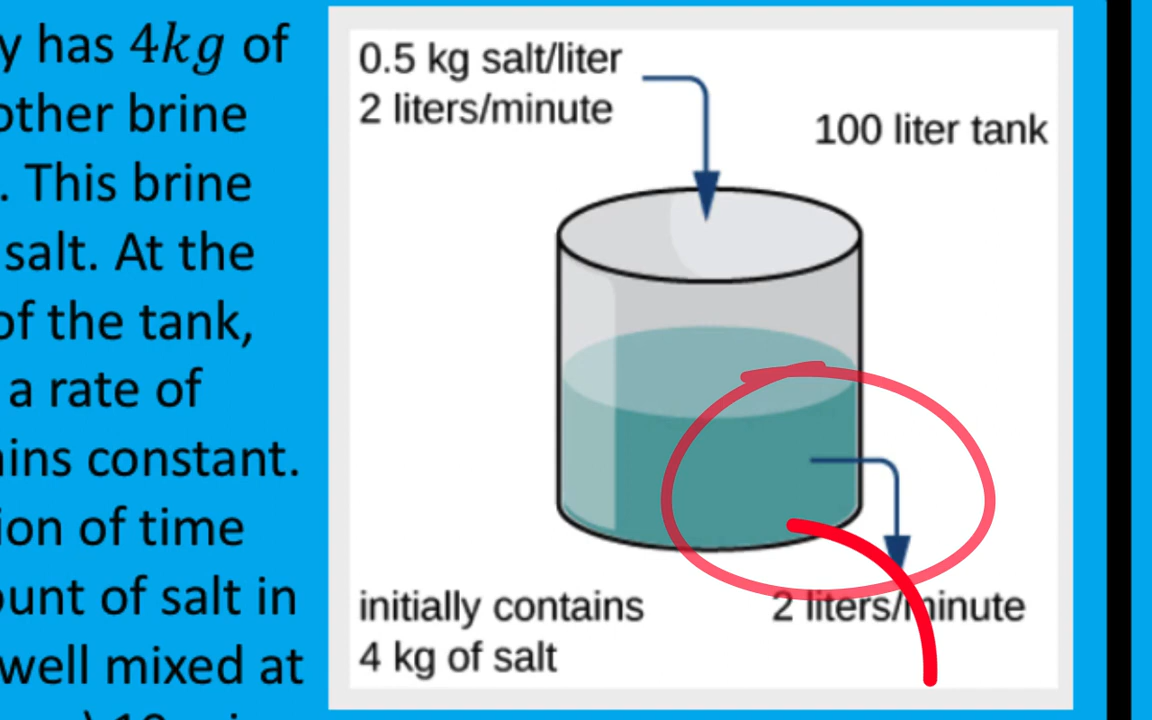 y has 4kg of
other brine
. This brine
salt. At the
of the tank,
a rate of
ins constant.
ion of time
unt of salt in
well mixed at
0.5 kg salt/liter
2 liters/minute
100 liter tank
initially contains
4 kg of salt
2 liters/minute